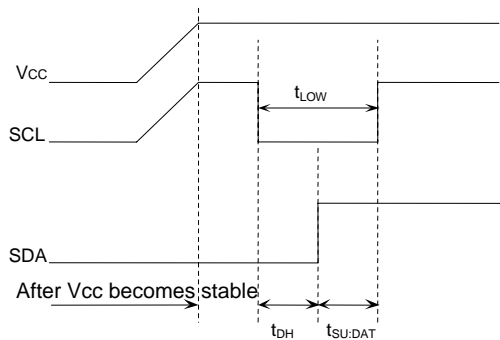 VCC
tLOW
SCL
SDA
After Vcc becomes stable
tDH tSU:DAT